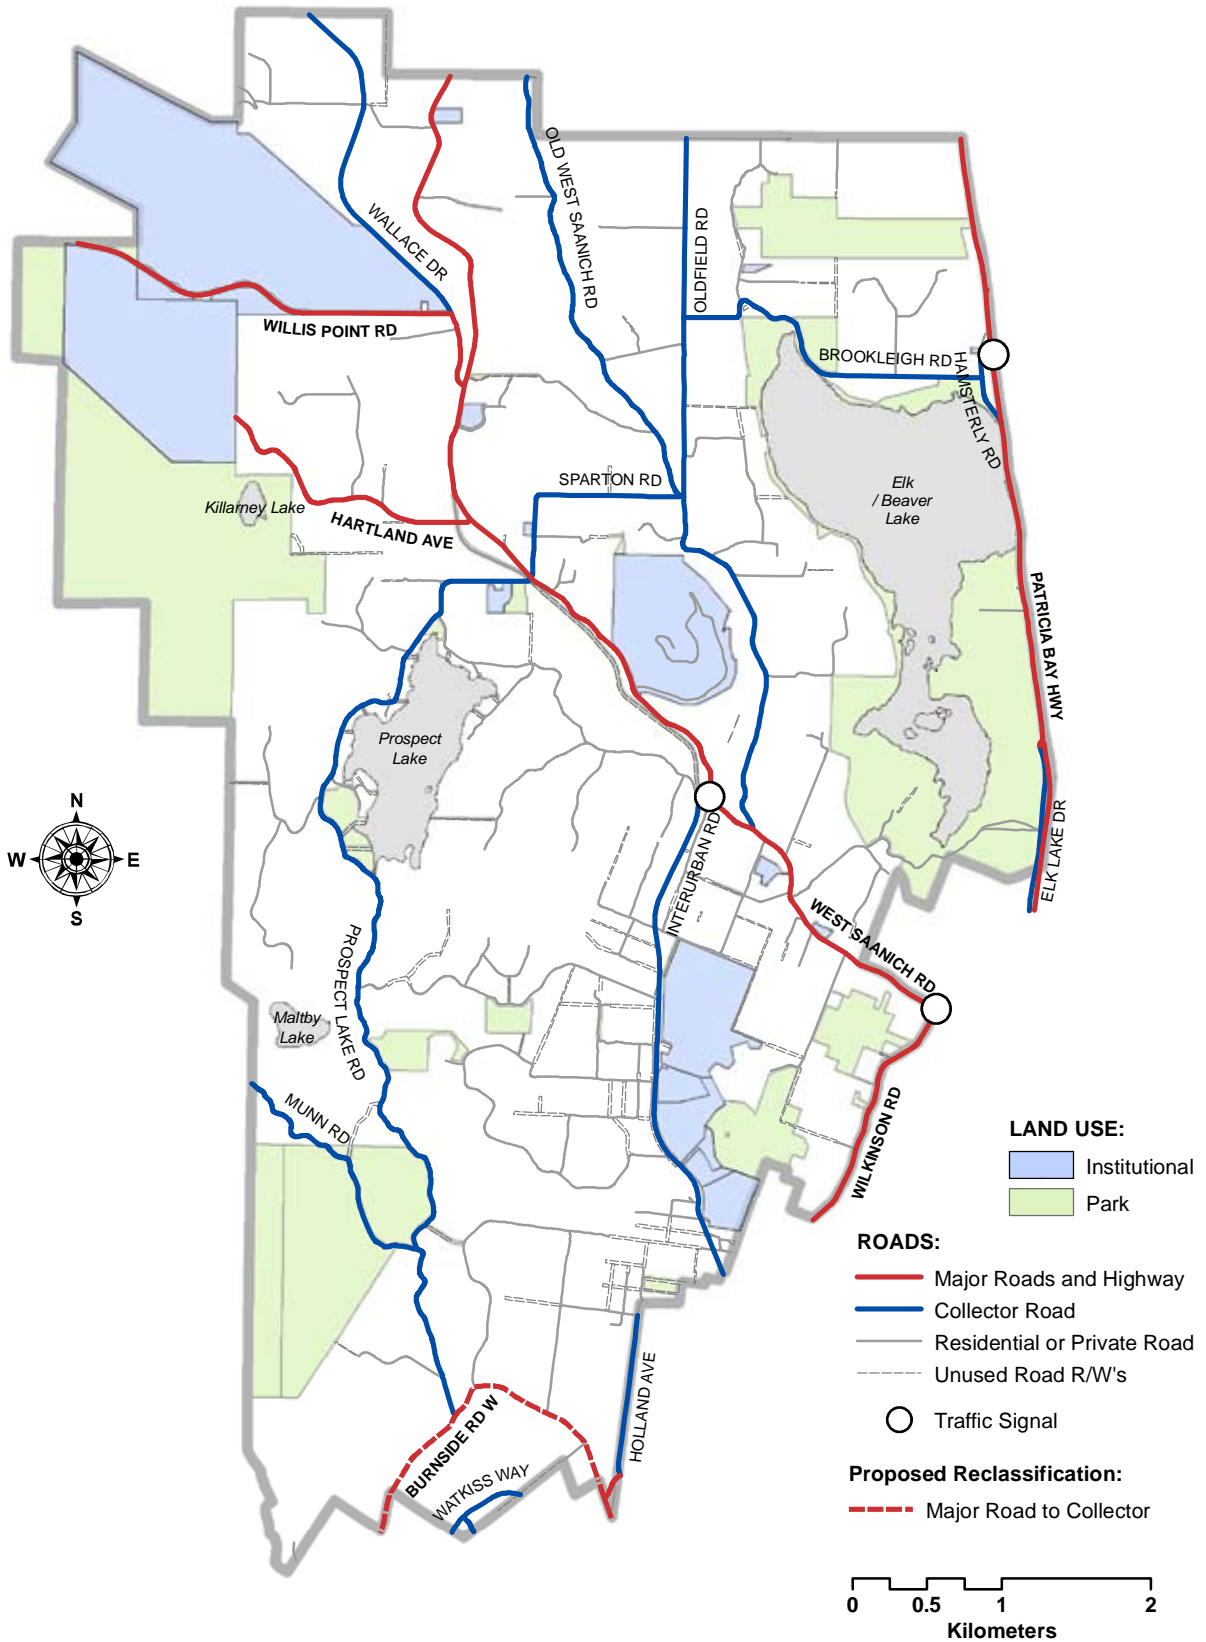 OLD WEST SAANICH RD
WALLACE DR
OLDFIELD RD
WILLIS POINT RD
BROOKLEIGH RD
HAMSTERLY RD
SPARTON RD
Killarney Lake
HARTLAND AVE
Elk
/ Beaver
Lake
PATRICIA BAY HWY
Prospect
Lake
N
W
E
S
INTERURBAN RD
ELK LAKE DR
WEST SAANICH RD
PROSPECT LAKE RD
Maltby
Lake
MUNN RD
WILKINSON RD
LAND USE:
Institutional
Park
ROADS:
Major Roads and Highway
Collector Road
Residential or Private Road
Unused Road R/W's
Traffic Signal
HOLLAND AVE
BURNSIDE RD W
WATKISS WAY
Proposed Reclassification:
Major Road to Collector
0 0.5 1 2
Kilometers